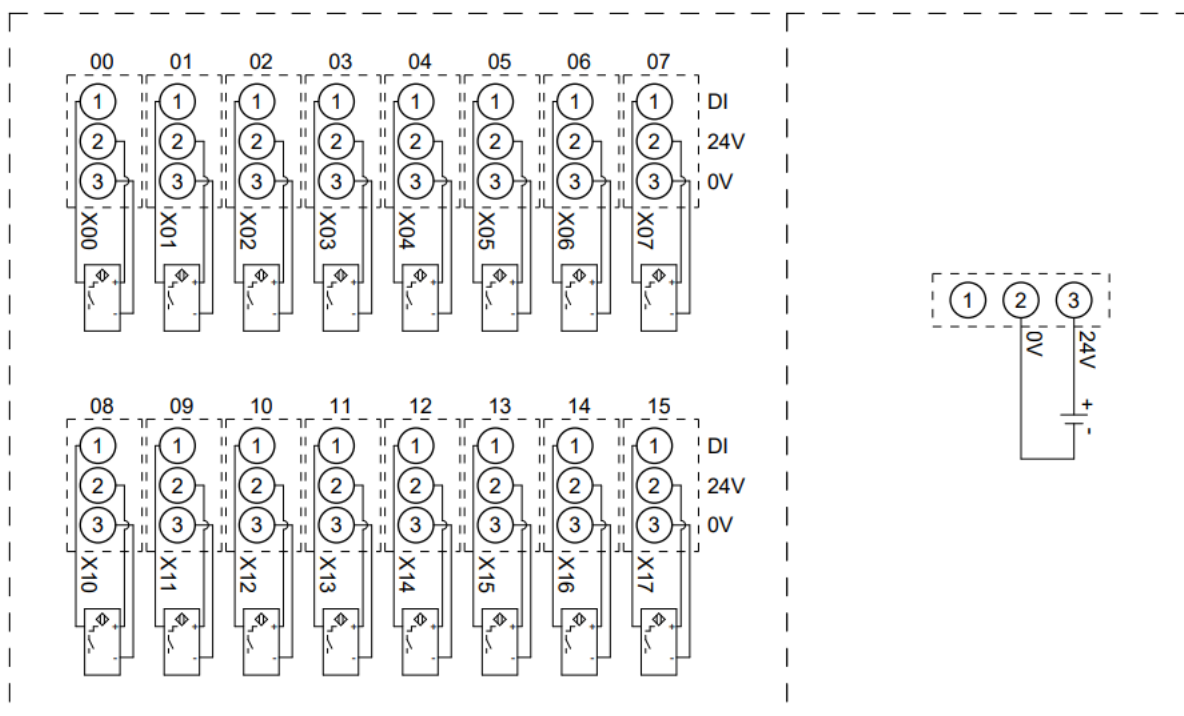 00 01 02 03 04 05 06 07
1 1 1 1 1 1 1 1 DI
2 2 2 2 2 2 2 2 24V
3 3 3 3 3 3 3 3 0V
X00 X01 X02 X03 X04 X05 X06 X07
+ + + + + + + +
- - - - - - - -
08 09 10 11 12 13 14 15
1 1 1 1 1 1 1 1 DI
2 2 2 2 2 2 2 2 24V
3 3 3 3 3 3 3 3 0V
X10 X11 X12 X13 X14 X15 X16 X17
+ + + + + + + +
- - - - - - - -
1 2 3
0V 24V
+
-